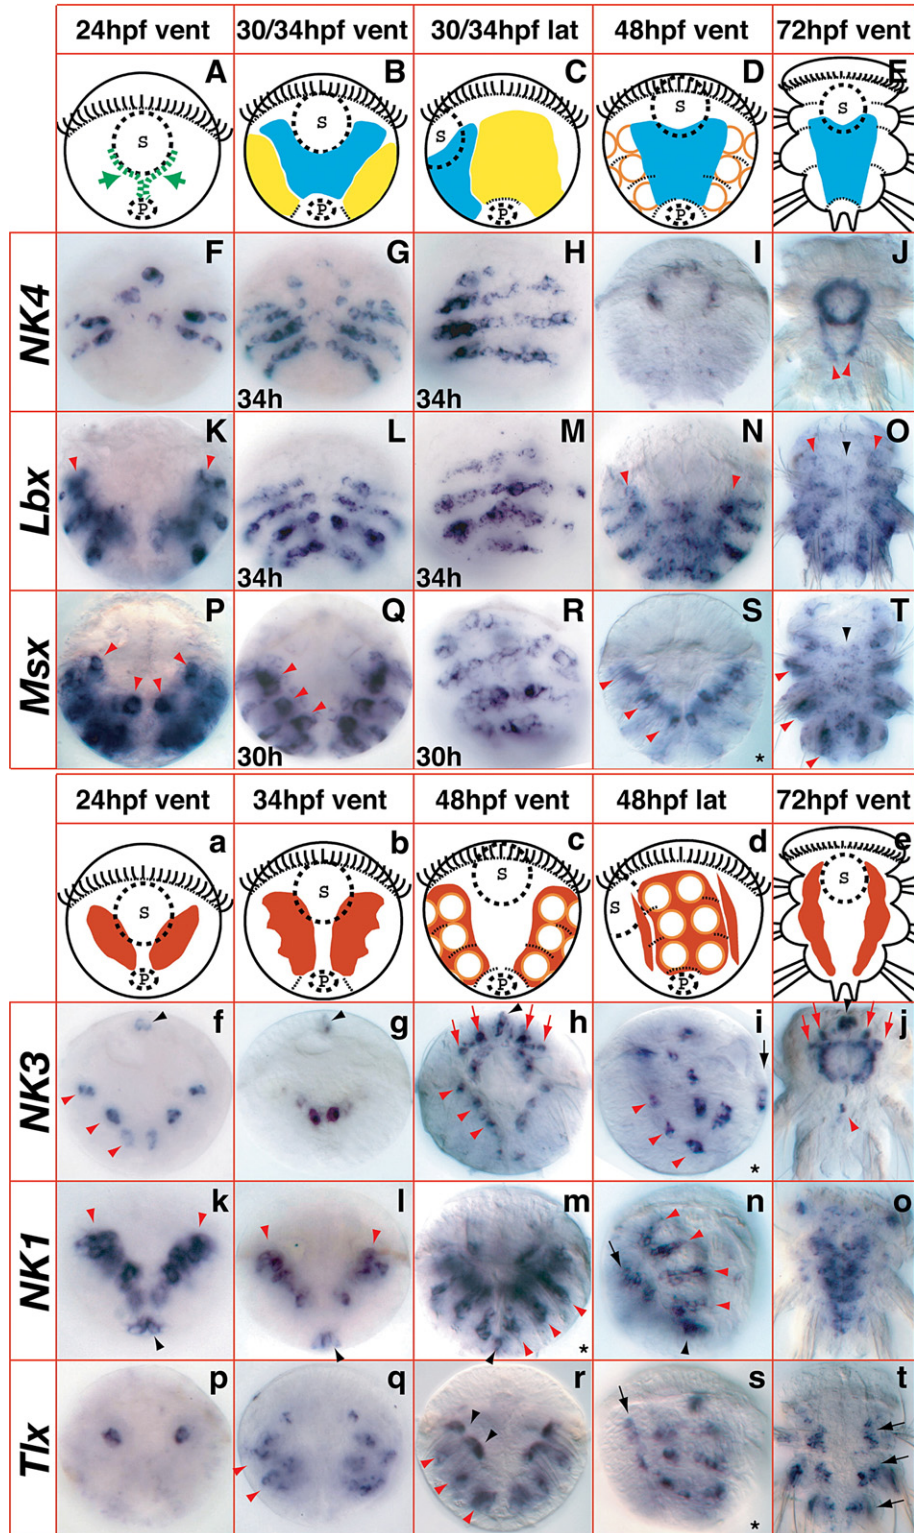 24hpf vent 30/34hpf vent 30/34hpf lat 48hpf vent 72hpf vent
A B C D E
S S S S S
P P P P
NK4 F G H I J
34h 34h
Lbx K L M N O
34h 34h
Msx P Q R S T
30h 30h *
24hpf vent 34hpf vent 48hpf vent 48hpf lat 72hpf vent
a b c d e
S S S S S
P P P P
NK3 f g h i j
*
NK1 k l m n o
*
Tlx p q r s t
*